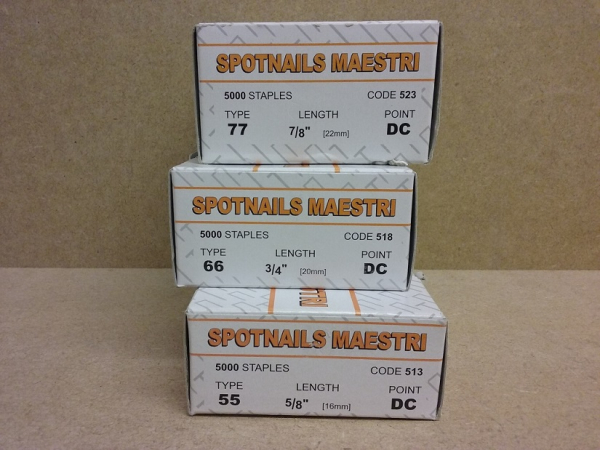 SPOTNAILS MAESTRI
5000 STAPLES CODE 523
TYPE LENGTH POINT
77 7/8" [22mm] DC
SPOTNAILS MAESTRI
5000 STAPLES CODE 518
TYPE LENGTH POINT
66 3/4" [20mm] DC
TRI
SPOTNAILS MAESTRI
5000 STAPLES CODE 513
TYPE LENGTH POINT
55 5/8" [16mm] DC